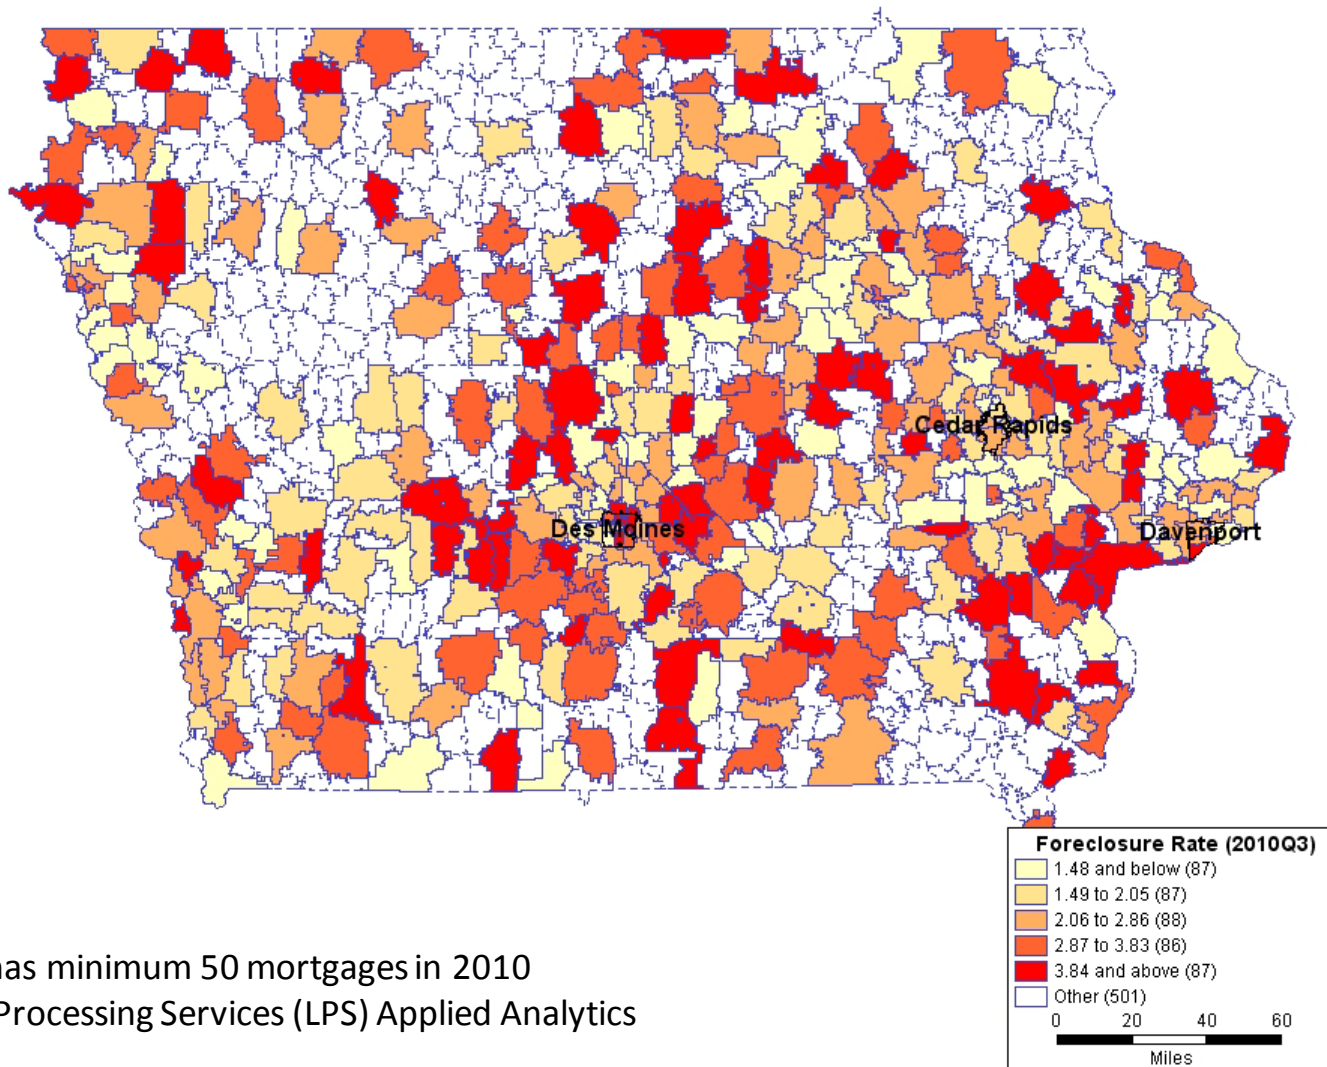 Cedar Rapids
Des Moines
Davenport
Foreclosure Rate (2010Q3)
1.48 and below (87)
1.49 to 2.05 (87)
2.06 to 2.86 (88)
2.87 to 3.83 (86)
3.84 and above (87)
Other (501)
0 20 40 60
Miles
has minimum 50 mortgages in 2010
Processing Services (LPS) Applied Analytics